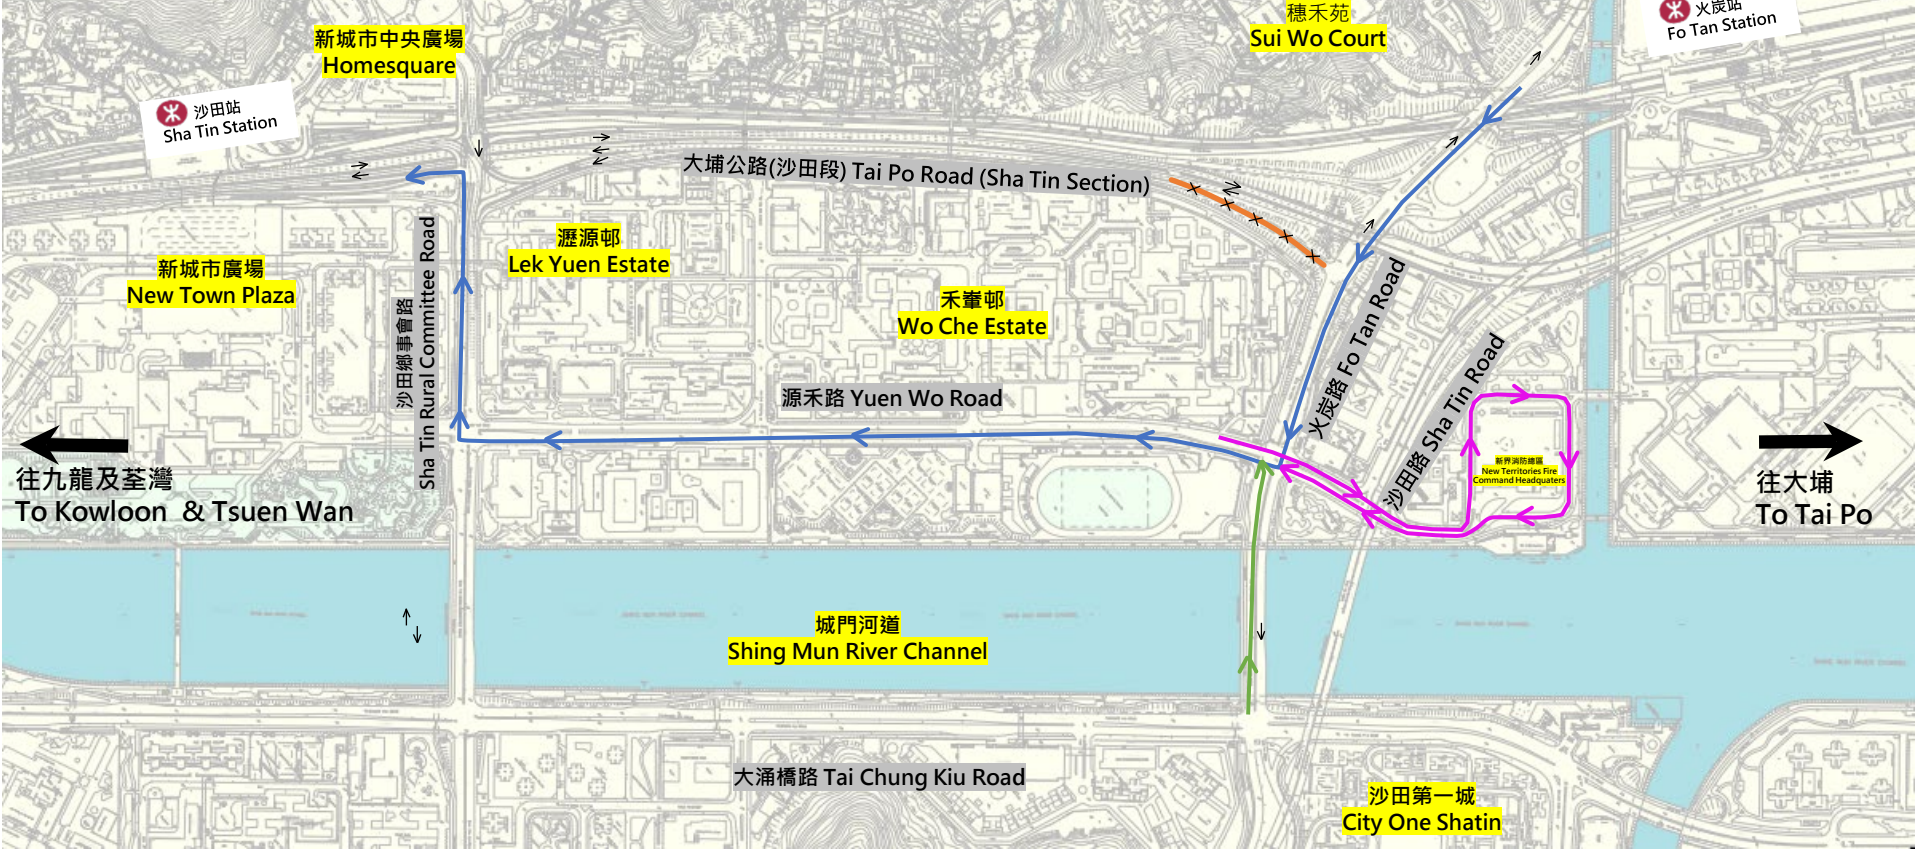 穗禾苑
Sui Wo Court
火炭站
Fo Tan Station
新城市中央廣場
Homesquare
沙田站
Sha Tin Station
大埔公路(沙田段) Tai Po Road (Sha Tin Section)
瀝源邨
Lek Yuen Estate
新城市廣場
New Town Plaza
沙田鄉事會路
Sha Tin Rural Committee Road
禾輋邨
Wo Che Estate
火炭路 Fo Tan Road
沙田路 Sha Tin Road
源禾路 Yuen Wo Road
往九龍及荃灣
To Kowloon & Tsuen Wan
新界消防總區
New Territories Fire
Command Headquaters
往大埔
To Tai Po
城門河道
Shing Mun River Channel
大涌橋路 Tai Chung Kiu Road
沙田第一城
City One Shatin